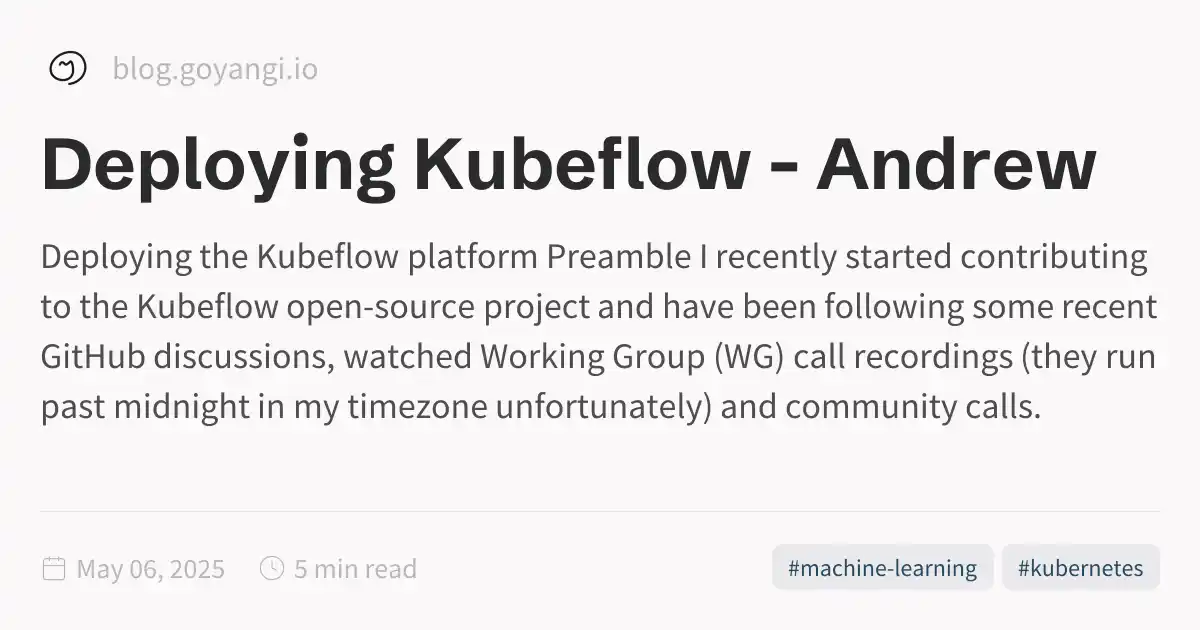 blog.goyangi.io
Deploying Kubeflow - Andrew
Deploying the Kubeflow platform Preamble I recently started contributing
to the Kubeflow open-source project and have been following some recent
GitHub discussions, watched Working Group (WG) call recordings (they run
past midnight in my timezone unfortunately) and community calls.
May 06, 2025 5 min read #machine-learning #kubernetes